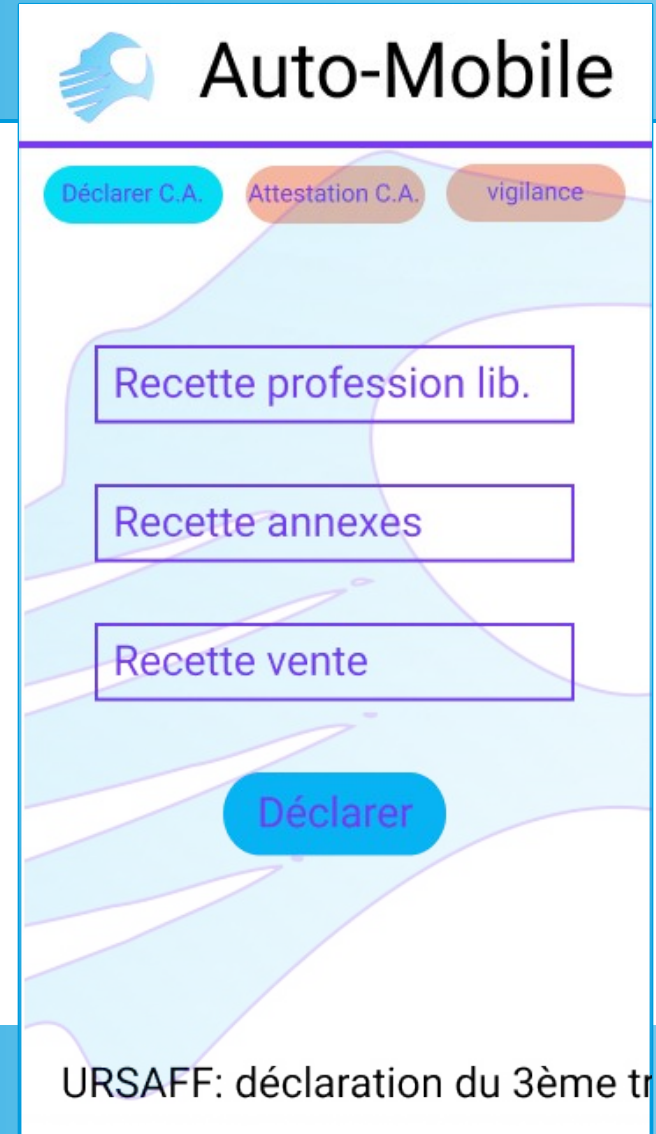 Auto-Mobile
Déclarer C.A. Attestation C.A. vigilance
Recette profession lib.
Recette annexes
Recette vente
Déclarer
URSAFF: déclaration du 3ème tr